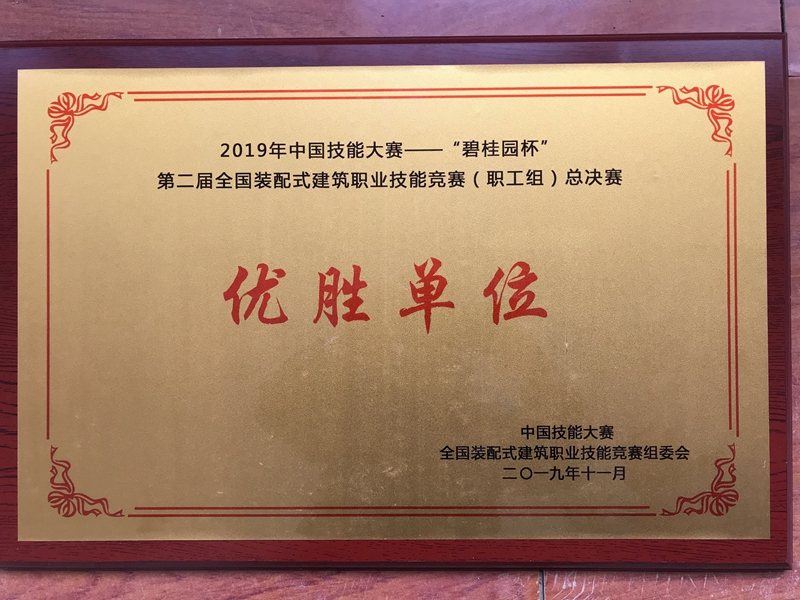 2019年中国技能大赛——“碧桂园杯”
第二届全国装配式建筑职业技能竞赛（职工组）总决赛
优胜单位
中国技能大赛
全国装配式建筑职业技能竞赛组委会
二〇一九年十一月